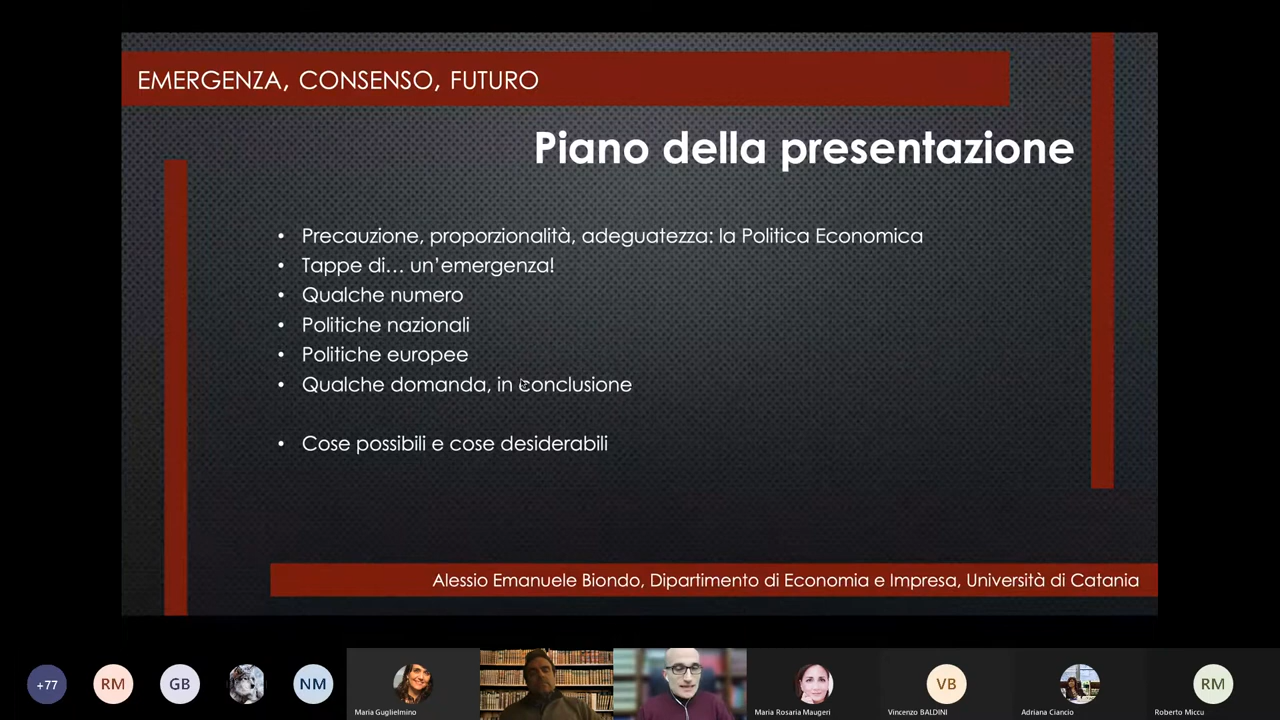 EMERGENZA, CONSENSO, FUTURO
Piano della presentazione
• Precauzione, proporzionalità, adeguatezza: la Politica Economica
• Tappe di… un’emergenza!
• Qualche numero
• Politiche nazionali
• Politiche europee
• Qualche domanda, in conclusione
• Cose possibili e cose desiderabili
Alessio Emanuele Biondo, Dipartimento di Economia e Impresa, Università di Catania
+77
RM
GB
NM
Maria Guglielmino
Maria Rosaria Maugeri
VB
Vincenzo BALDINI
Adriana Ciancio
RM
Roberto Miccu